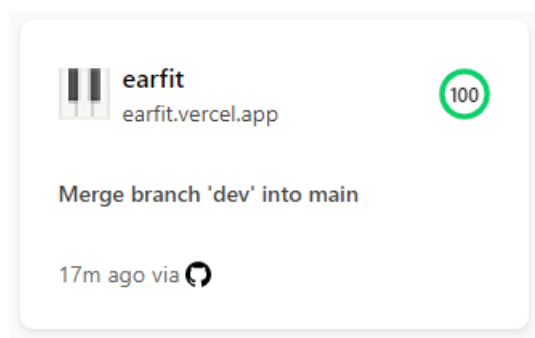 earfit
100
earfit.vercel.app
Merge branch 'dev' into main
17m ago via